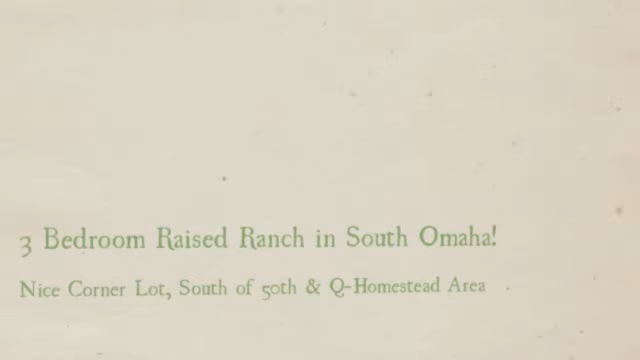 3 Bedroom Raised Ranch in South Omaha!
Nice Corner Lot, South of 50th & Q-Homestead Area